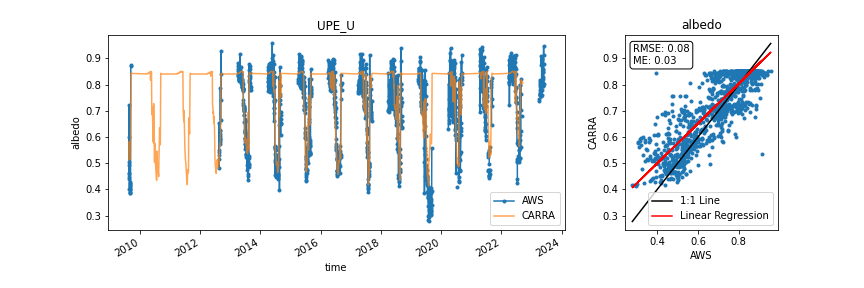 UPE_U
albedo
0.9
0.8
0.7
0.6
0.5
0.4
0.3
albedo
2010
2012
2014
2016
2018
2020
2022
2024
time
AWS
CARRA
albedo
RMSE: 0.08
ME: 0.03
0.9
0.8
0.7
0.6
0.5
0.4
0.3
CARRA
0.4
0.6
0.8
AWS
1:1 Line
Linear Regression